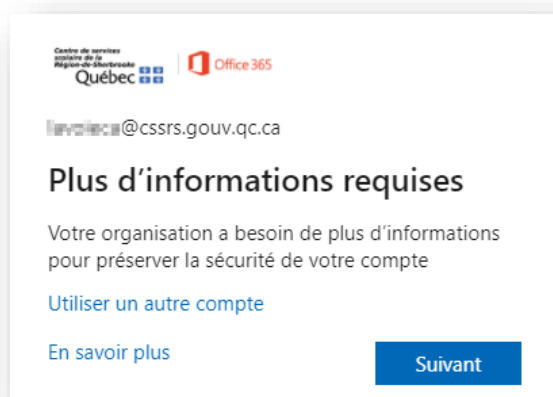 Centre de services
scolaire de la
Région-de-Sherbrooke
Québec
Office 365
@cssrs.gouv.qc.ca
Plus d’informations requises
Votre organisation a besoin de plus d’informations
pour préserver la sécurité de votre compte
Utiliser un autre compte
En savoir plus
Suivant